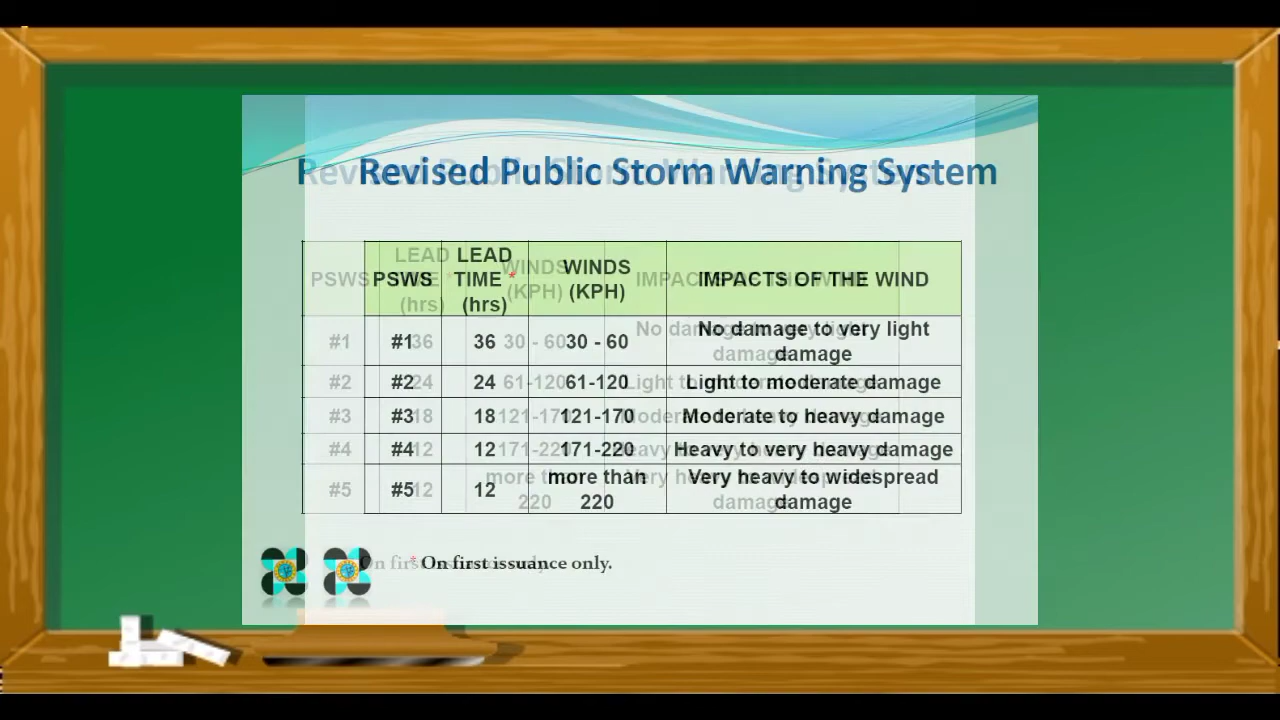 Revised Public Storm Warning System
PSWS LEAD TIME * (hrs) WINDS (KPH) IMPACTS OF THE WIND
#1 36 30 - 60 No damage to very light damage
#2 24 61-120 Light to moderate damage
#3 18 121-170 Moderate to heavy damage
#4 12 171-220 Heavy to very heavy damage
#5 12 more than 220 Very heavy to widespread damage
* On first issuance only.